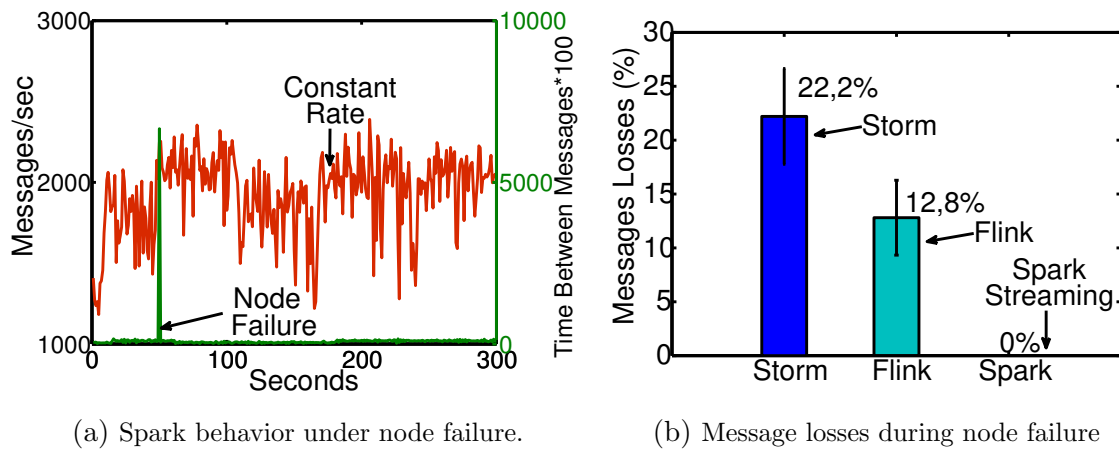 3000
2000
1000
Messages/sec
10000
5000
0
Time Between Messages*100
Constant
Rate
Node
Failure
0
100
200
300
Seconds
(a) Spark behavior under node failure.
30
25
20
15
10
5
0
Messages Losses (%)
22,2%
Storm
12,8%
Flink
Spark
Streaming
0%
Storm
Flink
Spark
(b) Message losses during node failure